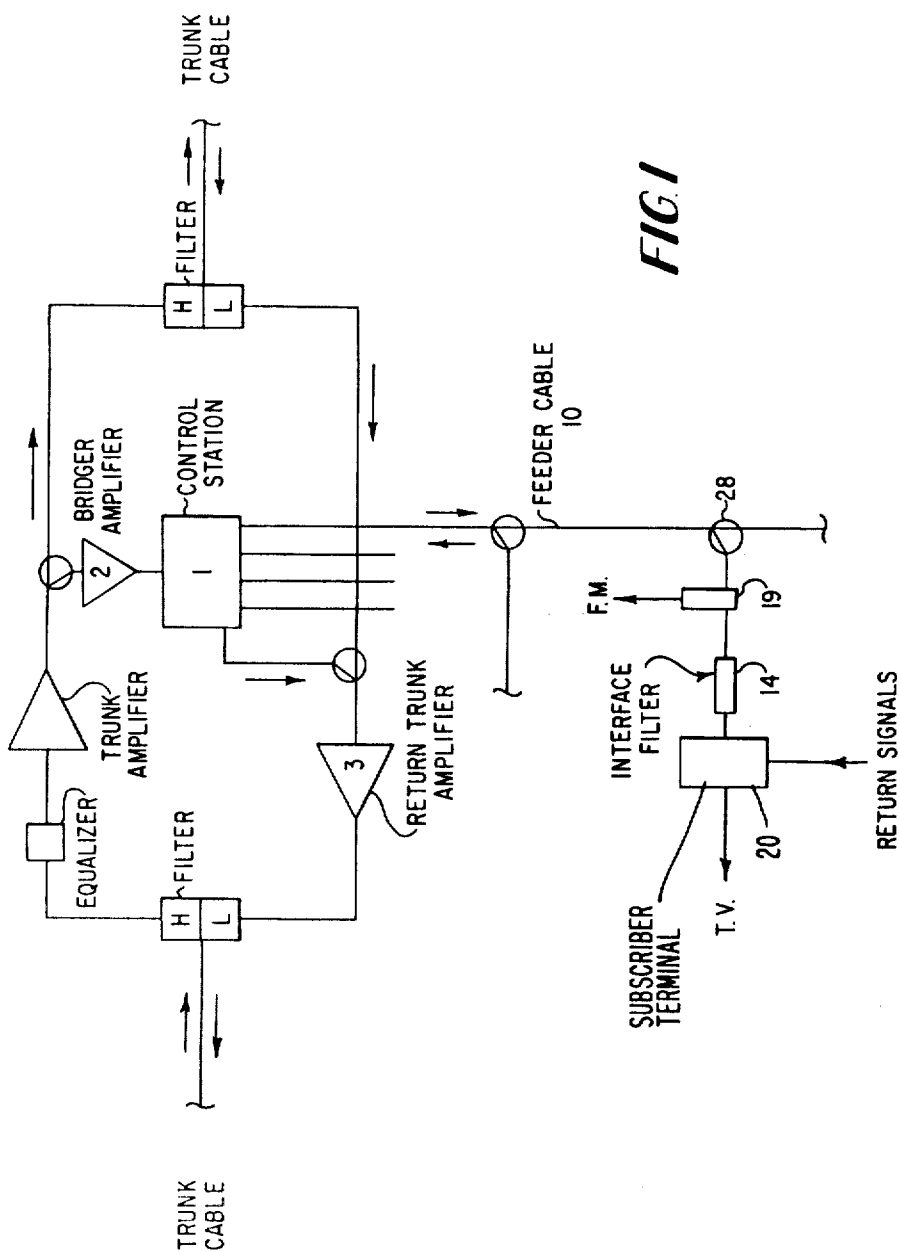 TRUNK
CABLE
TRUNK
CABLE
EQUALIZER
TRUNK
AMPLIFIER
BRIDGER
AMPLIFIER
2
CONTROL
STATION
1
H
L
FILTER
H
L
FILTER
3
RETURN TRUNK
AMPLIFIER
FEEDER CABLE
10
28
F.M.
19
INTERFACE
FILTER
14
SUBSCRIBER
TERMINAL
20
T.V.
RETURN SIGNALS
FIG.1